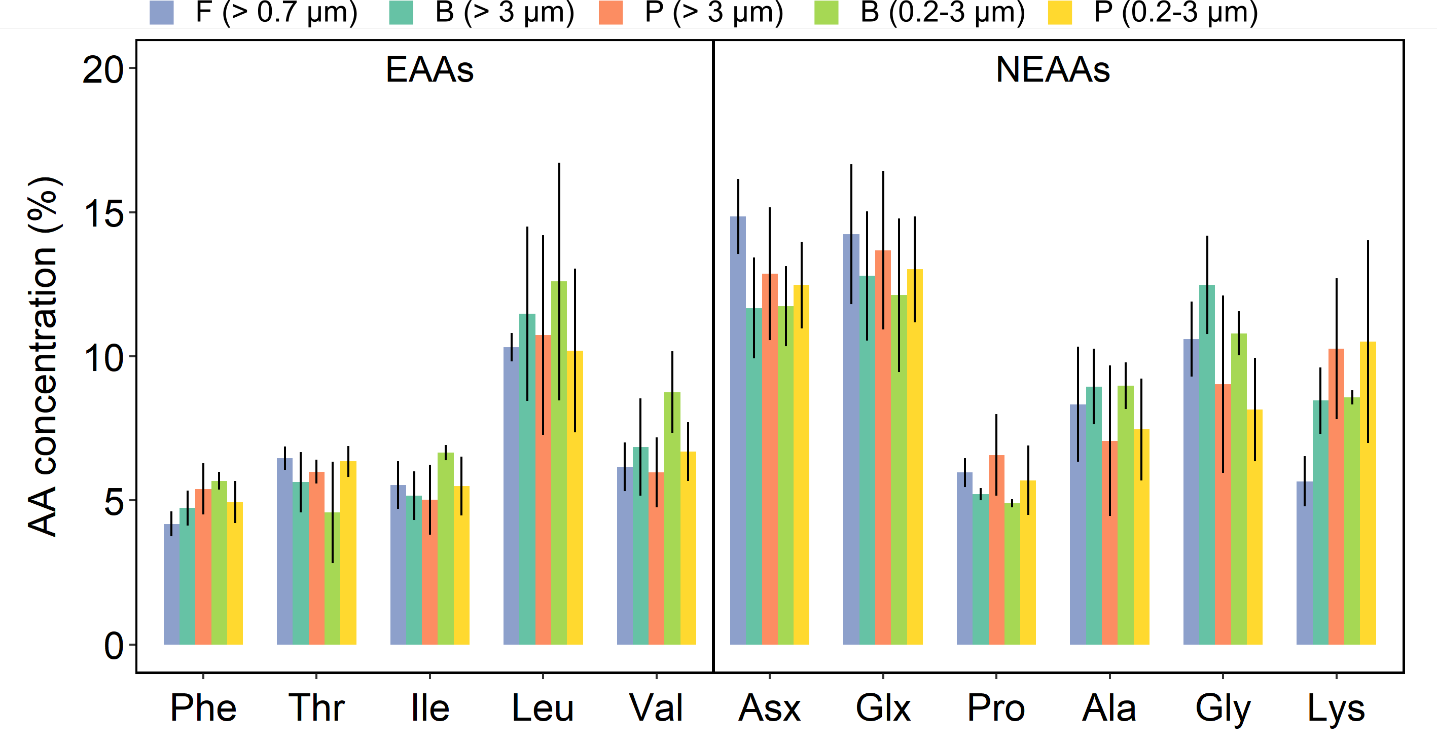 F (> 0.7 µm) B (> 3 µm) P (> 3 µm) B (0.2-3 µm) P (0.2-3 µm)
EAAs NEAAs
20
15
10
5
0
AA concentration (%)
Phe Thr Ile Leu Val Asx Glx Pro Ala Gly Lys